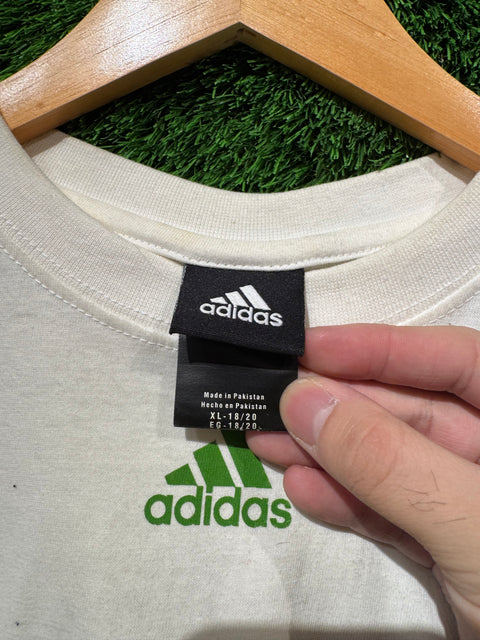 adidas
Made in Pakistan
Hecho en Pakistan
XL-18/20
EG-18/20
adidas